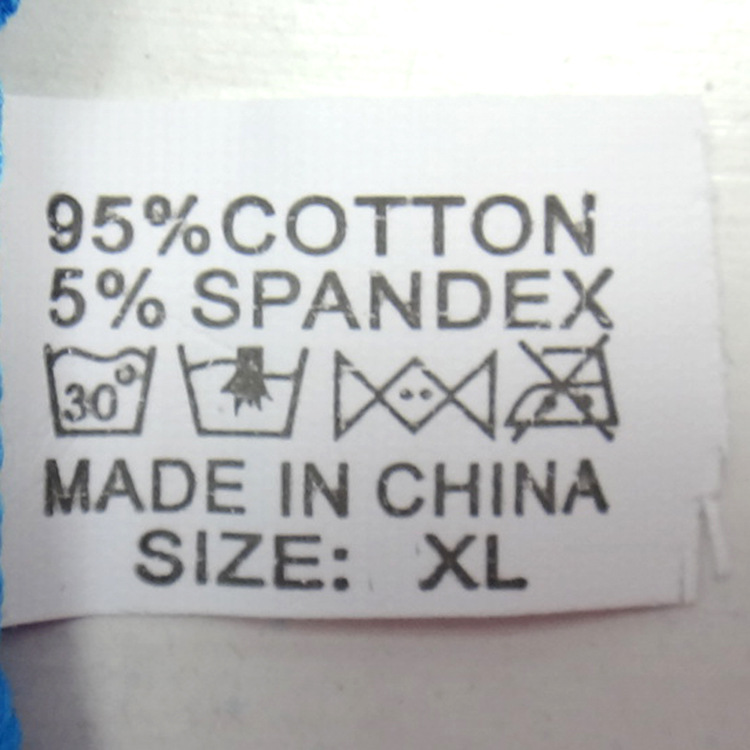 95%COTTON
5% SPANDEX
30°
MADE IN CHINA
SIZE: XL